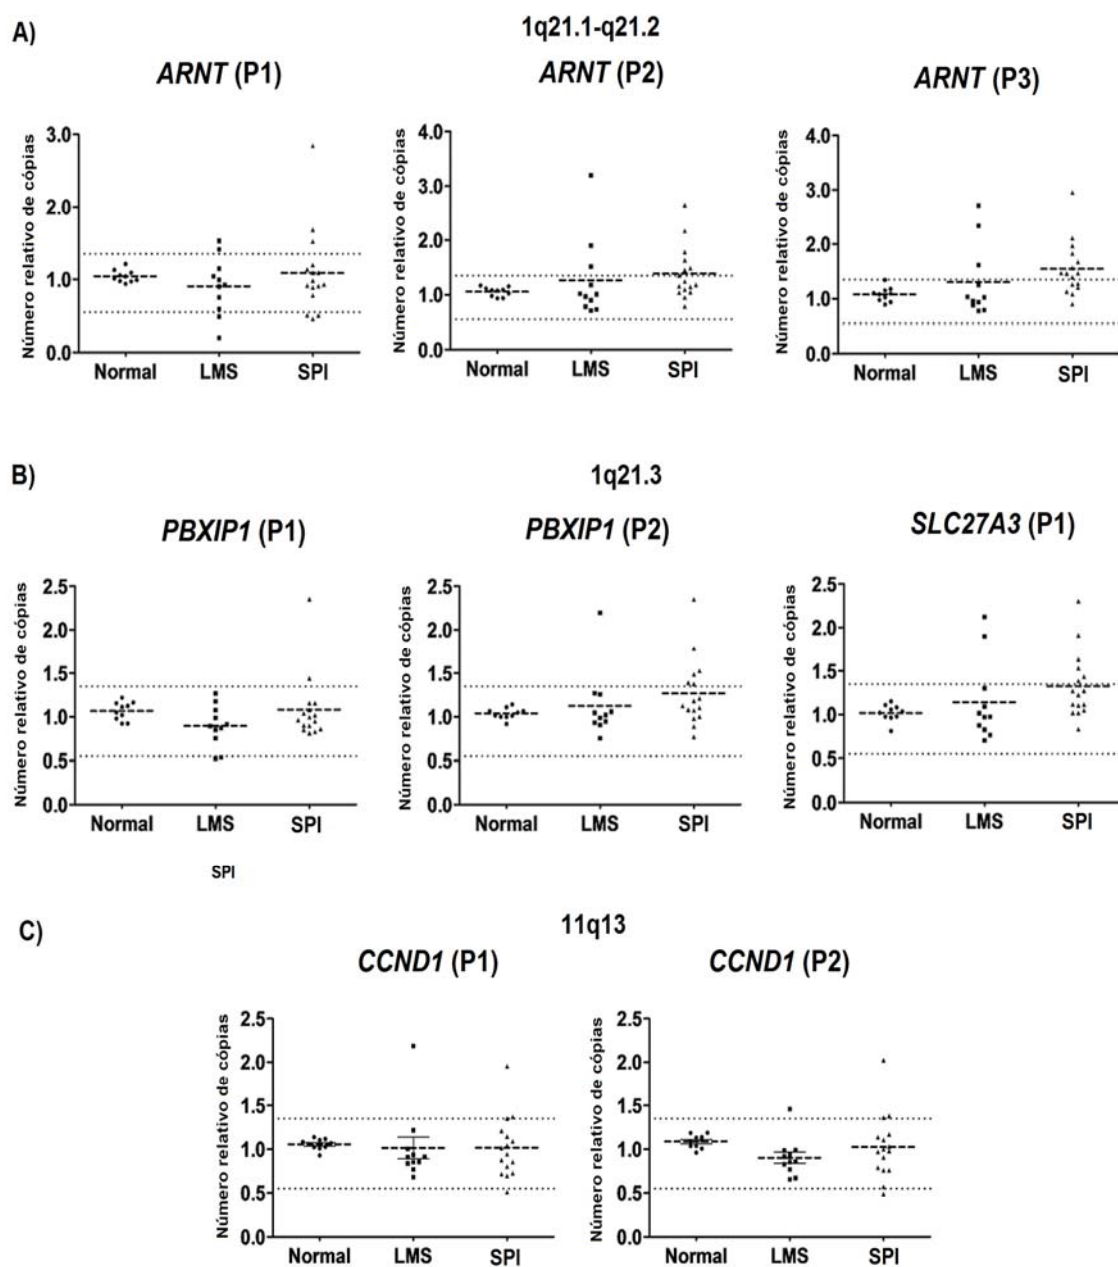 A)
1q21.1-q21.2
ARNT (P1)
ARNT (P2)
ARNT (P3)
Número relativo de cópias
3.0
2.0
1.0
0.0
Normal LMS SPI
Número relativo de cópias
4.0
3.0
2.0
1.0
0.0
Normal LMS SPI
Número relativo de cópias
4.0
3.0
2.0
1.0
0.0
Normal LMS SPI
B)
1q21.3
PBXIP1 (P1)
PBXIP1 (P2)
SLC27A3 (P1)
Número relativo de cópias
2.5
2.0
1.5
1.0
0.5
0.0
Normal LMS SPI
Número relativo de cópias
2.5
2.0
1.5
1.0
0.5
0.0
Normal LMS SPI
Número relativo de cópias
2.5
2.0
1.5
1.0
0.5
0.0
Normal LMS SPI
SPI
C)
11q13
CCND1 (P1)
CCND1 (P2)
Número relativo de cópias
2.5
2.0
1.5
1.0
0.5
0.0
Normal LMS SPI
Número relativo de cópias
2.5
2.0
1.5
1.0
0.5
0.0
Normal LMS SPI